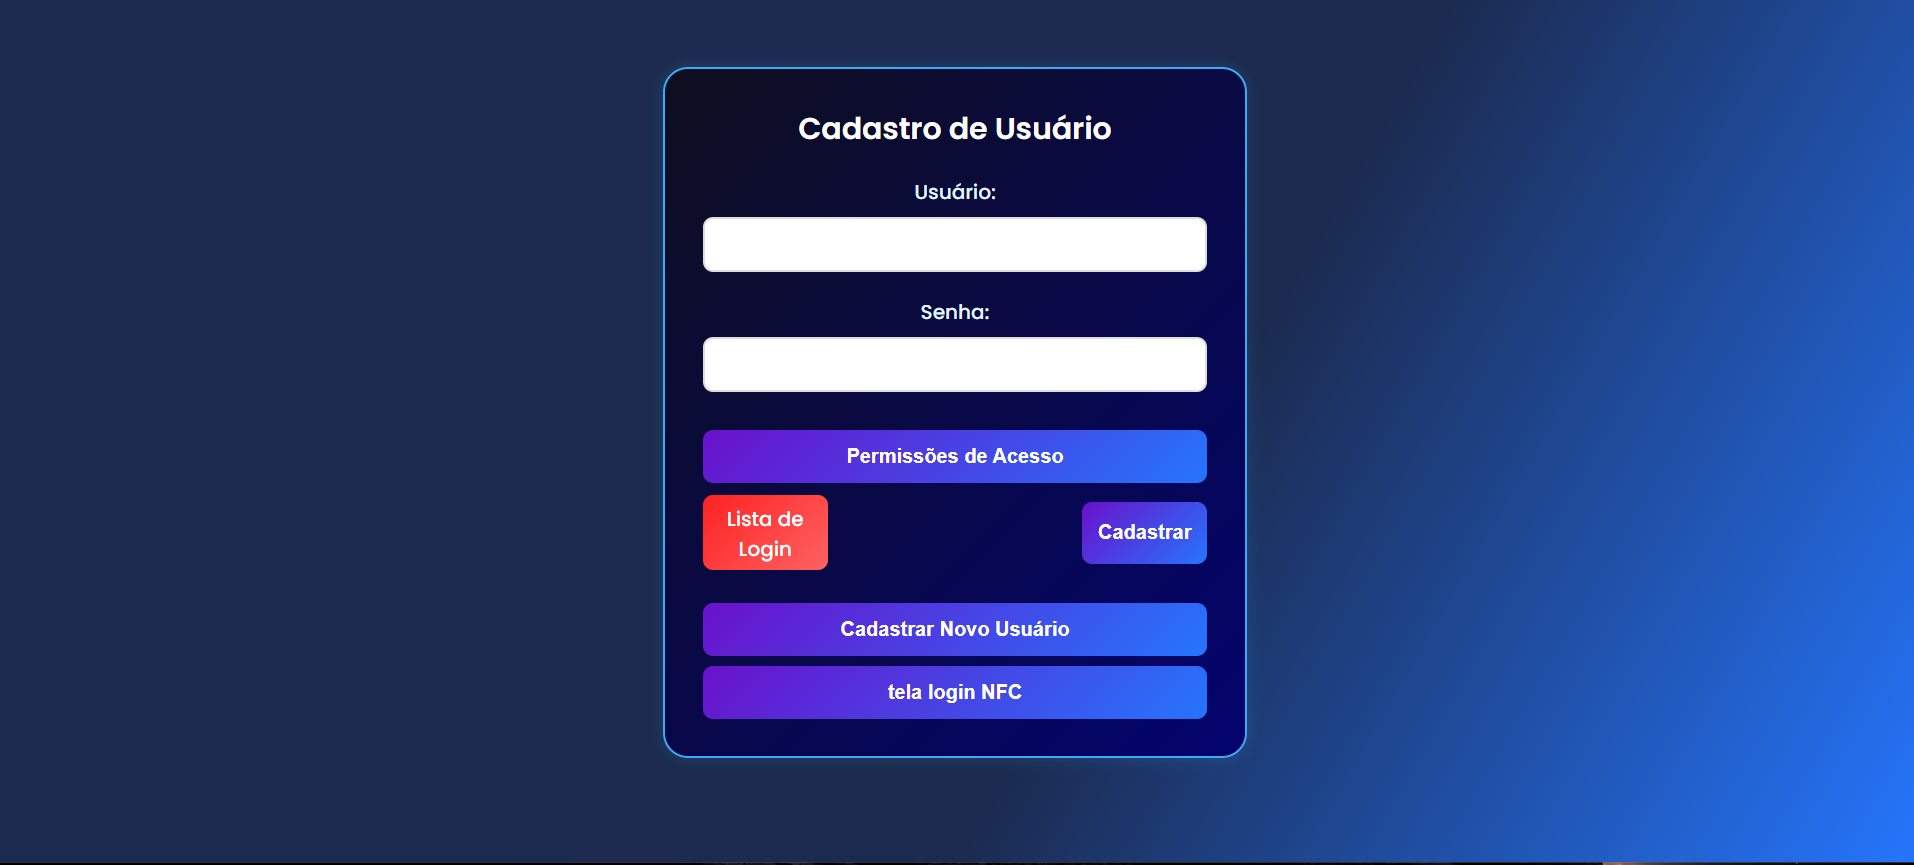 Cadastro de Usuário
Usuário:
Senha:
Permissões de Acesso
Lista de
Login
Cadastrar
Cadastrar Novo Usuário
tela login NFC